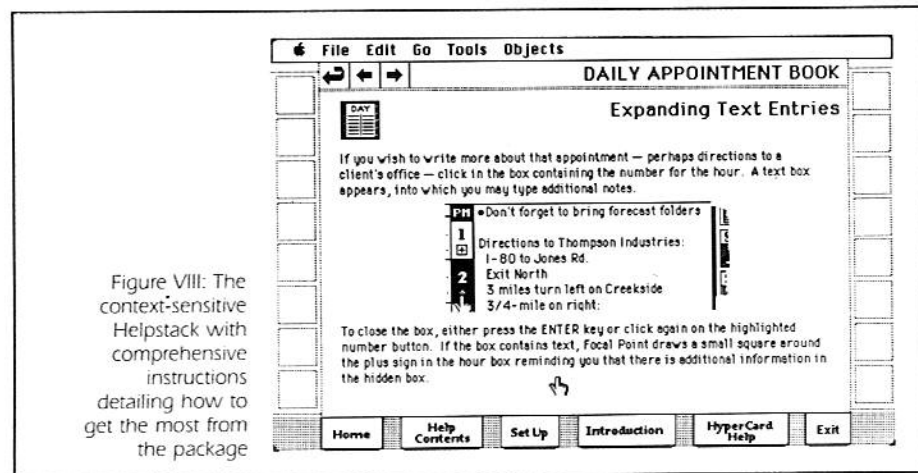 File Edit Go Tools Objects
DAILY APPOINTMENT BOOK
DAY
Expanding Text Entries
If you wish to write more about that appointment — perhaps directions to a
client's office — click in the box containing the number for the hour. A text box
appears, into which you may type additional notes.
PM •Don't forget to bring forecast folders
1
Directions to Thompson Industries:
I-80 to Jones Rd.
2 Exit North
3 miles turn left on Creekside
3/4-mile on right:
To close the box, either press the ENTER key or click again on the highlighted
number button. If the box contains text, Focal Point draws a small square around
the plus sign in the hour box reminding you that there is additional information in
the hidden box.
Home Help Contents Set Up Introduction HyperCard Help Exit
Figure VIII: The
context-sensitive
Helpstack with
comprehensive
instructions
detailing how to
get the most from
the package